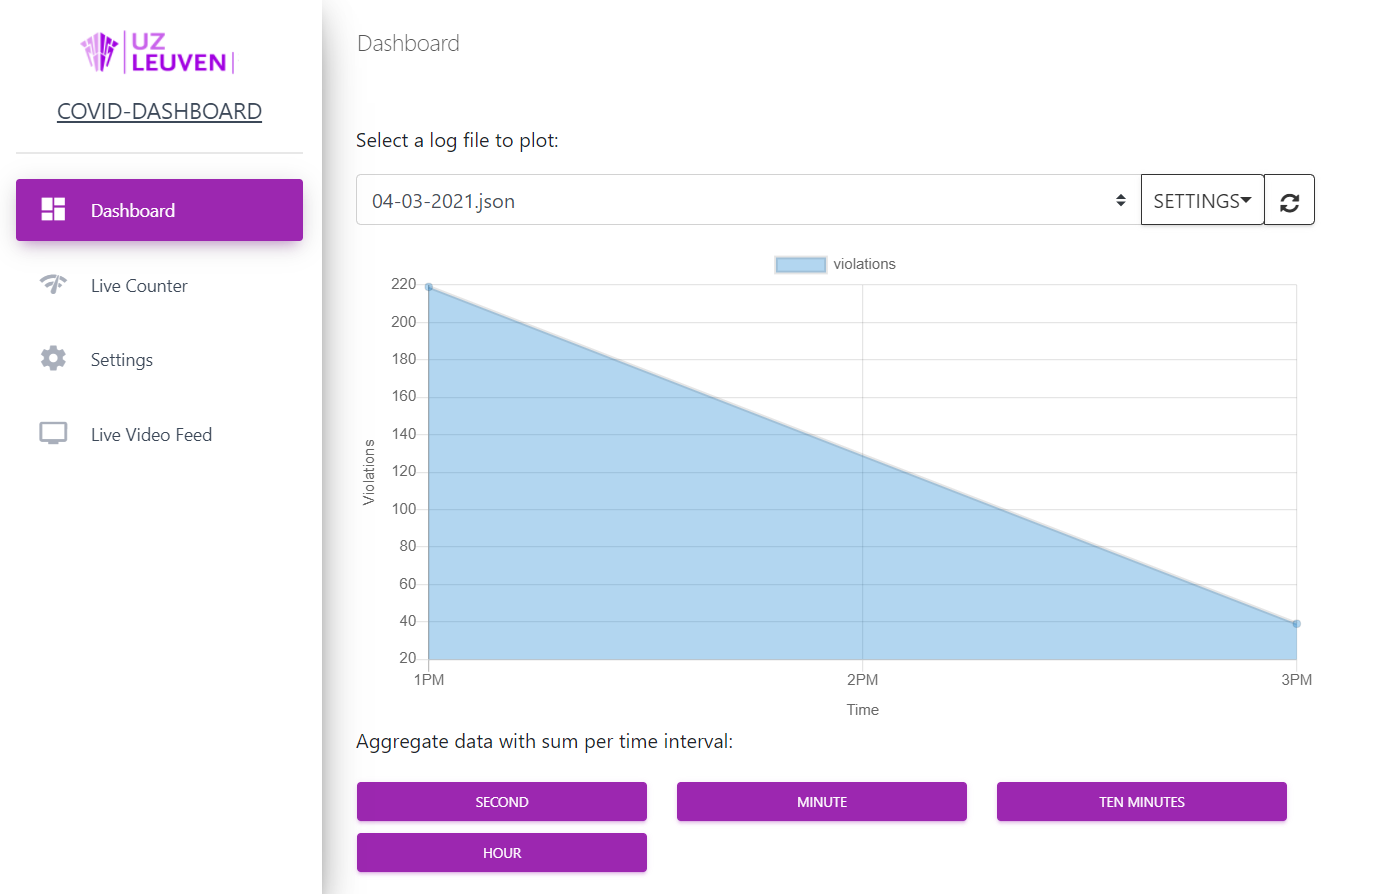 UZ
LEUVEN
COVID-DASHBOARD
Dashboard
Live Counter
Settings
Live Video Feed
Dashboard
Select a log file to plot:
04-03-2021.json
SETTINGS
violations
220
200
180
160
140
120
100
80
60
40
20
Violations
1PM
2PM
3PM
Time
Aggregate data with sum per time interval:
SECOND
MINUTE
TEN MINUTES
HOUR